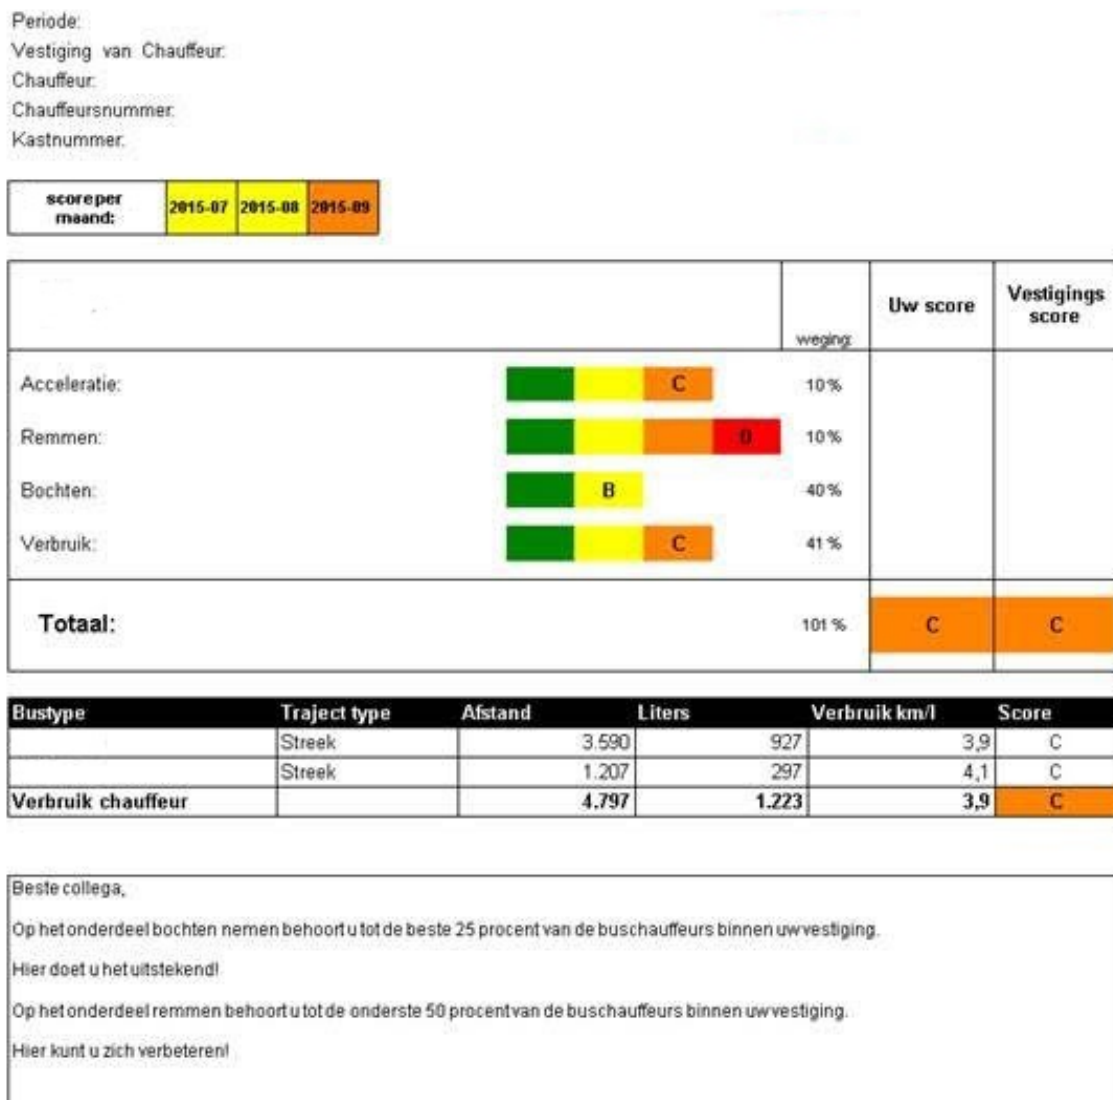 Periode:
Vestiging van Chauffeur:
Chauffeur:
Chauffeursnummer:
Kastnummer:
score per maand: 2015-07 2015-08 2015-09
weging: Uw score Vestigings score
Acceleratie: C 10 %
Remmen: D 10 %
Bochten: B 40 %
Verbruik: C 41 %
Totaal: 101 % C C
Bustype Traject type Afstand Liters Verbruik km/l Score
Streek 3.590 927 3,9 C
Streek 1.207 297 4,1 C
Verbruik chauffeur 4.797 1.223 3,9 C
Beste collega,
Op het onderdeel bochten nemen behoort u tot de beste 25 procent van de buschauffeurs binnen uw vestiging.
Hier doet u het uitstekend!
Op het onderdeel remmen behoort u tot de onderste 50 procent van de buschauffeurs binnen uw vestiging.
Hier kunt u zich verbeteren!